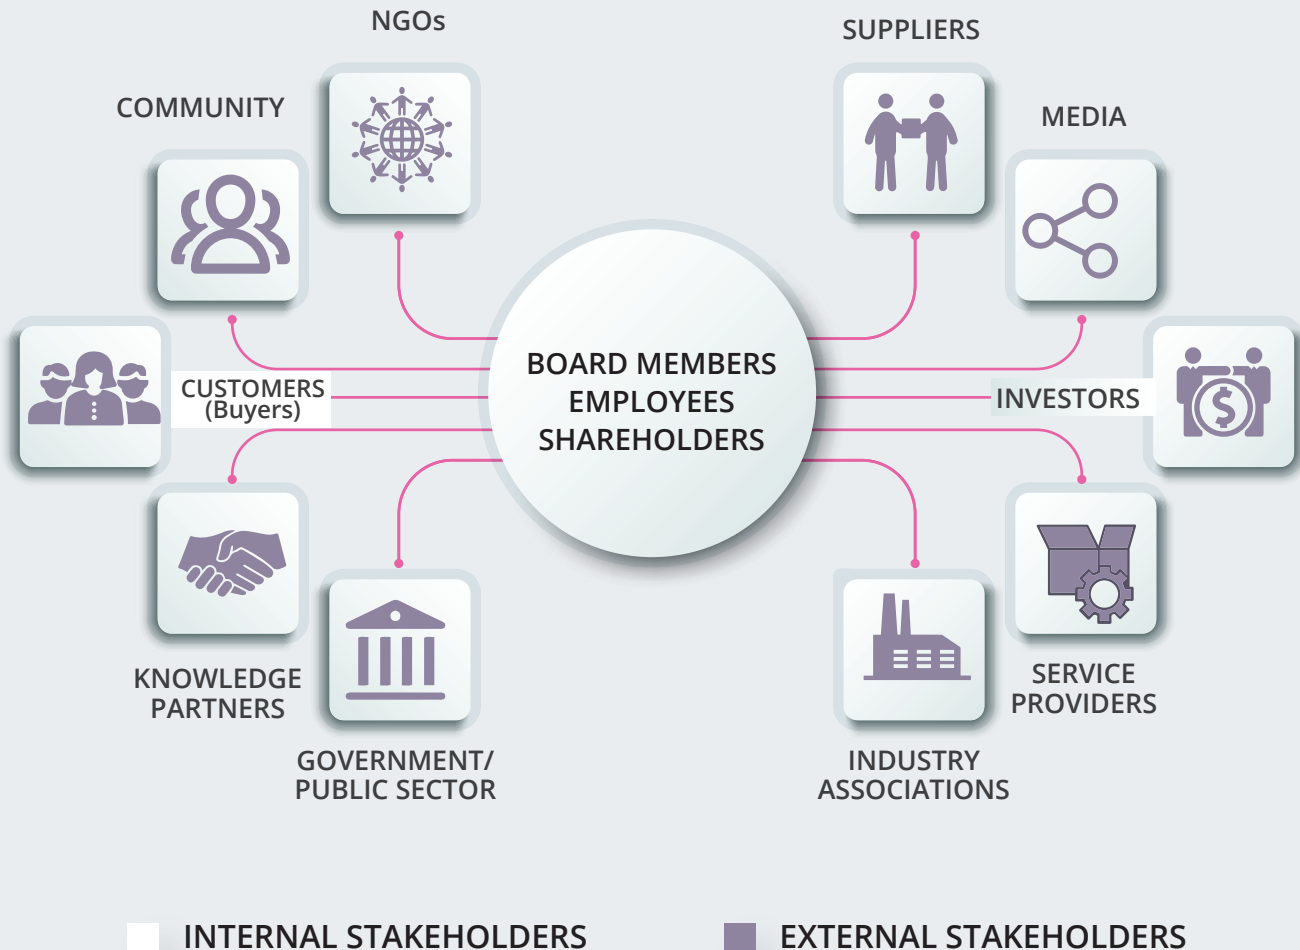 NGOs
SUPPLIERS
COMMUNITY
MEDIA
BOARD MEMBERS
EMPLOYEES
SHAREHOLDERS
CUSTOMERS
(Buyers)
INVESTORS
KNOWLEDGE
PARTNERS
SERVICE
PROVIDERS
GOVERNMENT/
PUBLIC SECTOR
INDUSTRY
ASSOCIATIONS
INTERNAL STAKEHOLDERS
EXTERNAL STAKEHOLDERS